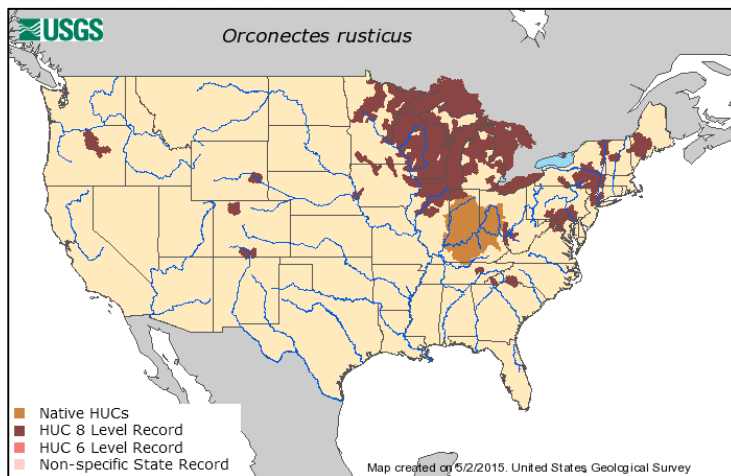 USGS
Orconectes rusticus
Native HUCs
HUC 8 Level Record
HUC 6 Level Record
Non-specific State Record
Map created on 5/2/2015. United States Geological Survey